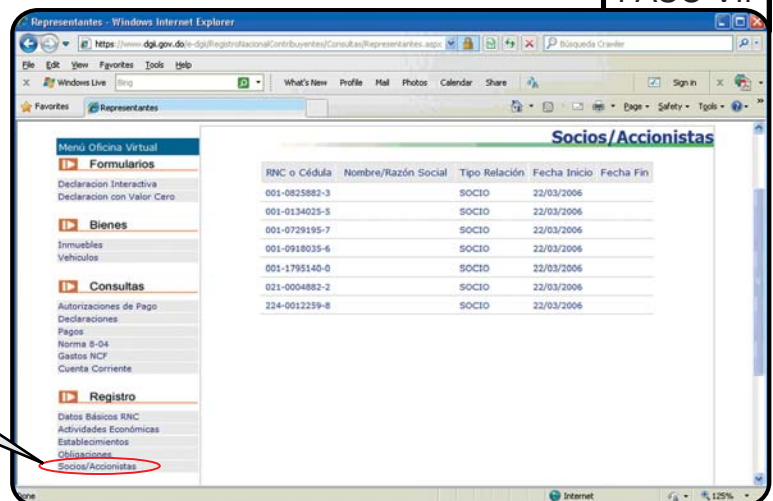 PASO VII
Representantes - Windows Internet Explorer
https://www.dgii.gov.do/e-dgii/RegistroNacionalContribuyentes/Consultas/Representantes.aspx
Búsqueda Crawler
File Edit View Favorites Tools Help
X Windows Live Bing What's New Profile Mail Photos Calendar Share Sign in X
Favorites Representantes Page Safety Tools »
Menú Oficina Virtual
Formularios
Declaracion Interactiva
Declaracion con Valor Cero
Bienes
Inmuebles
Vehiculos
Consultas
Autorizaciones de Pago
Declaraciones
Pagos
Norma 8-04
Gastos NCF
Cuenta Corriente
Registro
Datos Básicos RNC
Actividades Económicas
Establecimientos
Obligaciones
Socios/Accionistas
Socios/Accionistas
RNC o Cédula Nombre/Razón Social Tipo Relación Fecha Inicio Fecha Fin
001-0825882-3 SOCIO 22/03/2006
001-0134025-5 SOCIO 22/03/2006
001-0729195-7 SOCIO 22/03/2006
001-0918035-6 SOCIO 22/03/2006
001-1795140-0 SOCIO 22/03/2006
021-0004882-2 SOCIO 22/03/2006
224-0012259-8 SOCIO 22/03/2006
Done Internet 125%